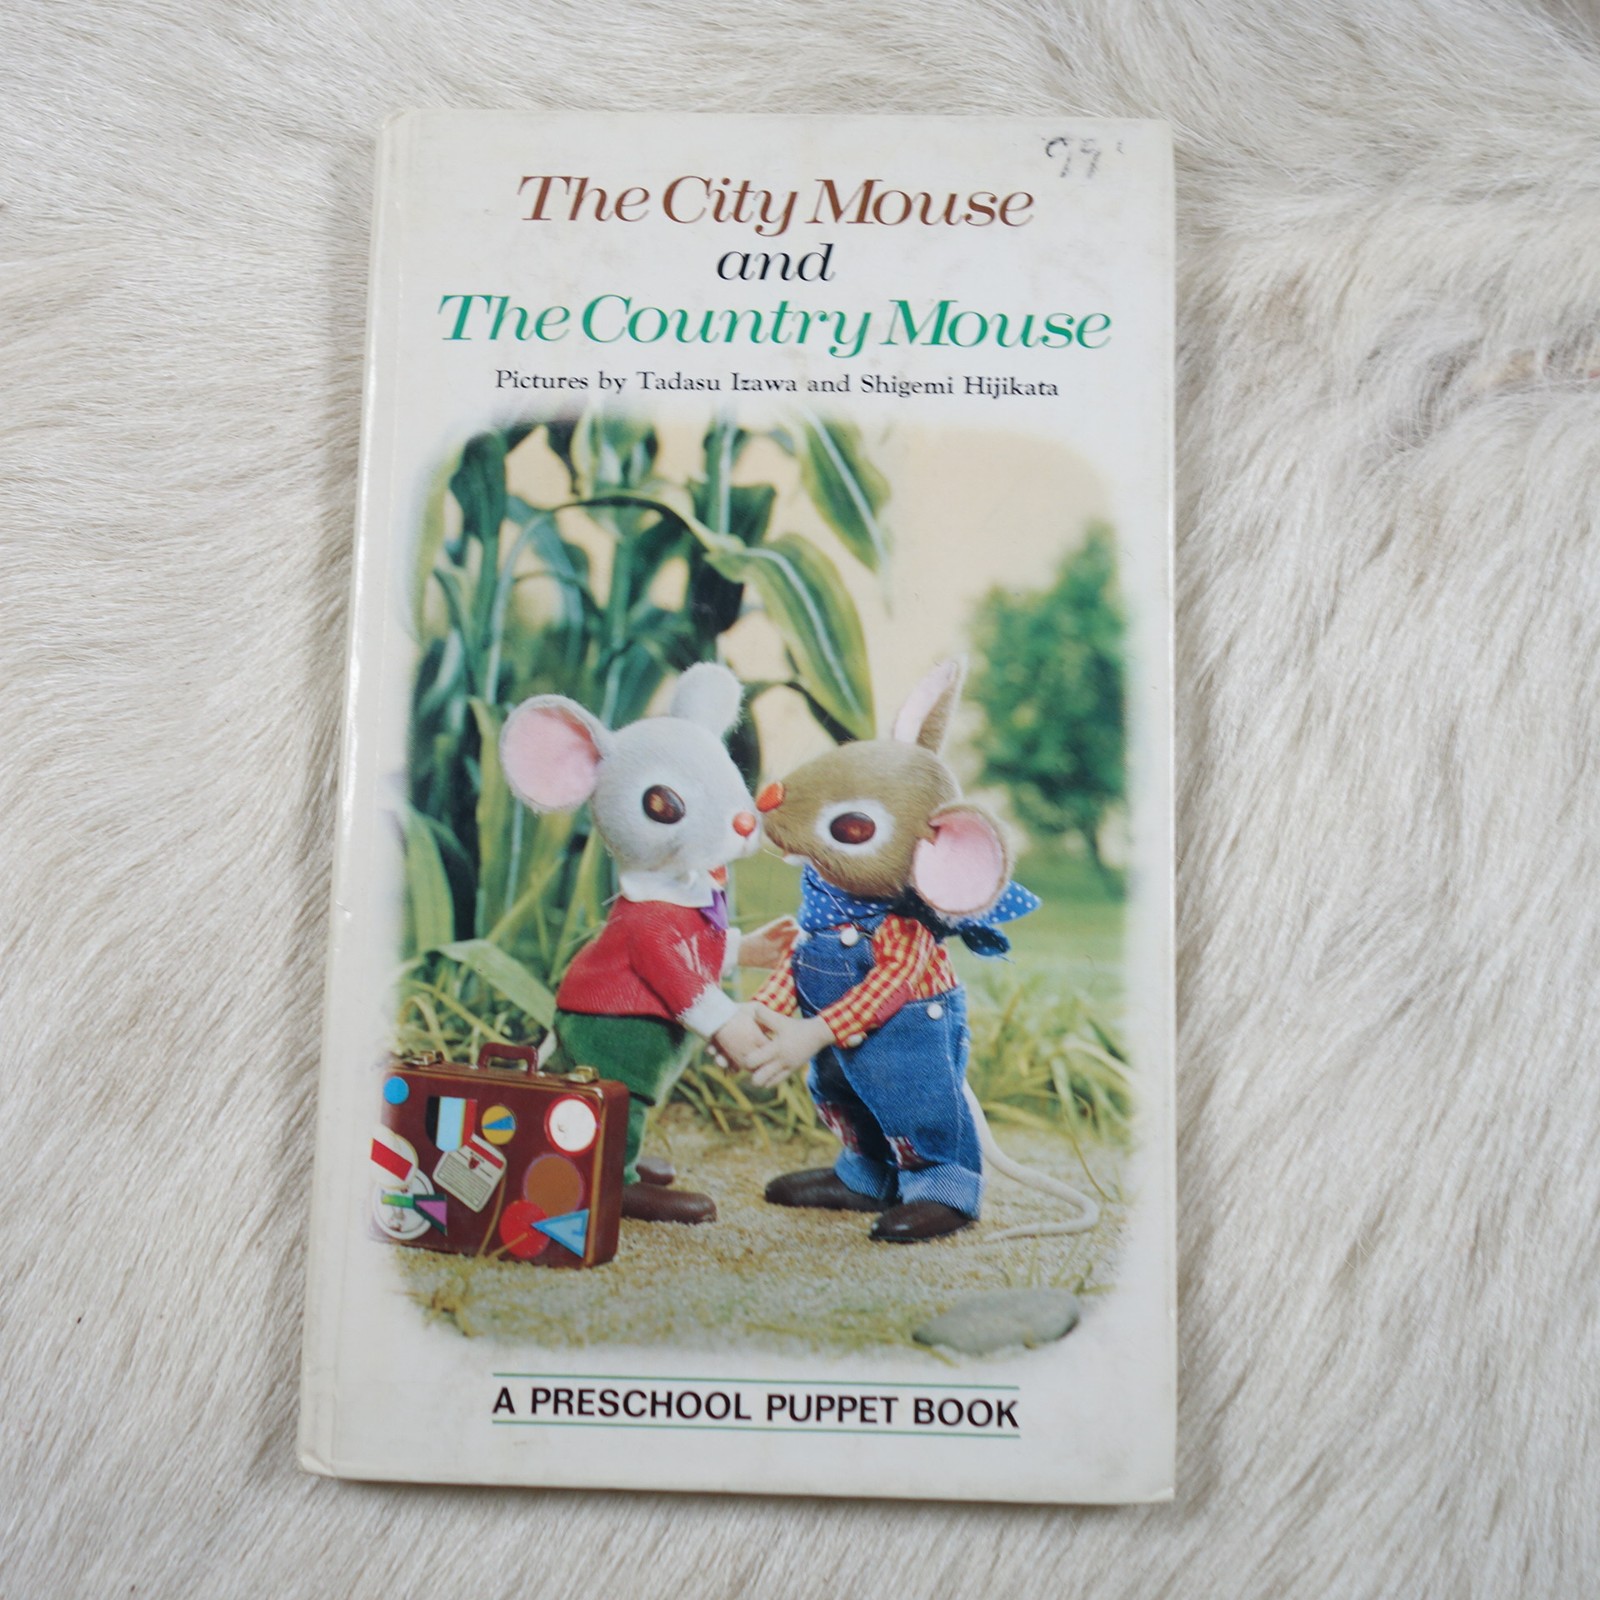 The City Mouse
and
The Country Mouse
Pictures by Tadasu Izawa and Shigemi Hijikata
A PRESCHOOL PUPPET BOOK